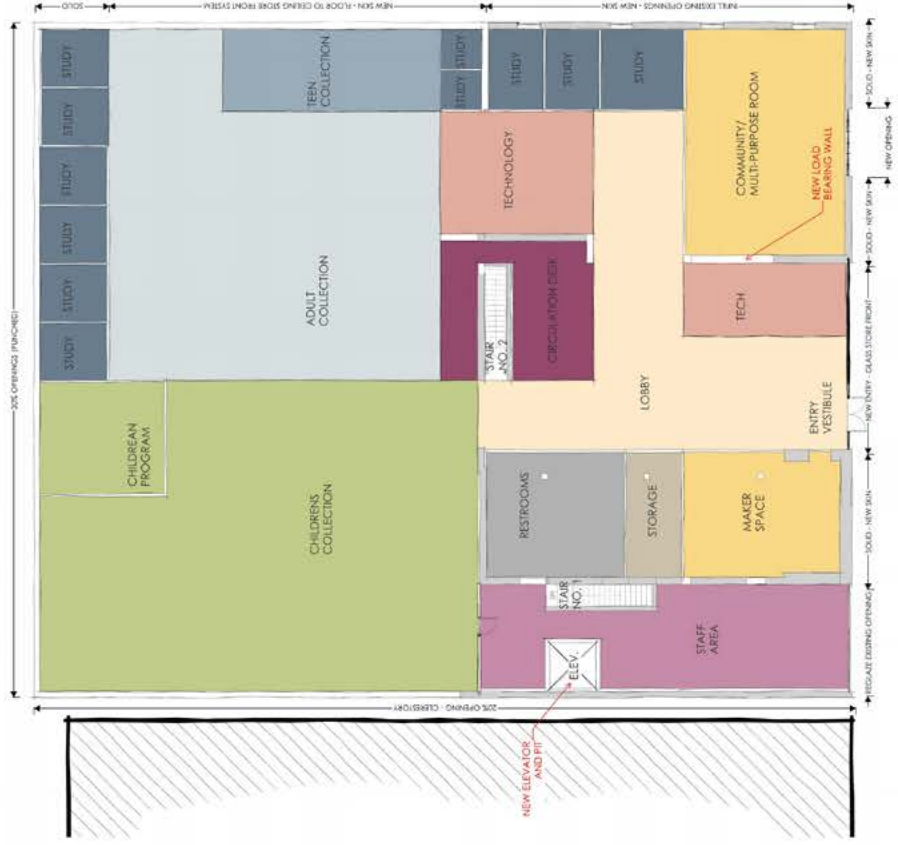 SOLID
NEW SKIN - FLOOR TO CEILING STORE FRONT SYSTEM
INFILL EXISTING OPENINGS - NEW SKIN
30% OPENINGS (PUNCHED)
STUDY
STUDY
STUDY
STUDY
STUDY
STUDY
TEEN
COLLECTION
STUDY
STUDY
STUDY
STUDY
STUDY
COMMUNITY/
MULTI-PURPOSE ROOM
SOLID - NEW SKIN
NEW OPENING
SOLID - NEW SKIN
NEW LOAD
BEARING WALL
TECHNOLOGY
ADULT
COLLECTION
STAIR
NO. 2
CIRCULATION DESK
TECH
NEW ENTRY - GLASS STORE FRONT
LOBBY
ENTRY
VESTIBULE
CHILDREAN
PROGRAM
CHILDRENS
COLLECTION
RESTROOMS
STORAGE
MAKER
SPACE
SOLID - NEW SKIN
STAIR
NO. 1
ELEV.
STAFF
AREA
REGLAZE EXISTING OPENING
20% OPENING - CLERESTORY
NEW ELEVATOR
AND PIT